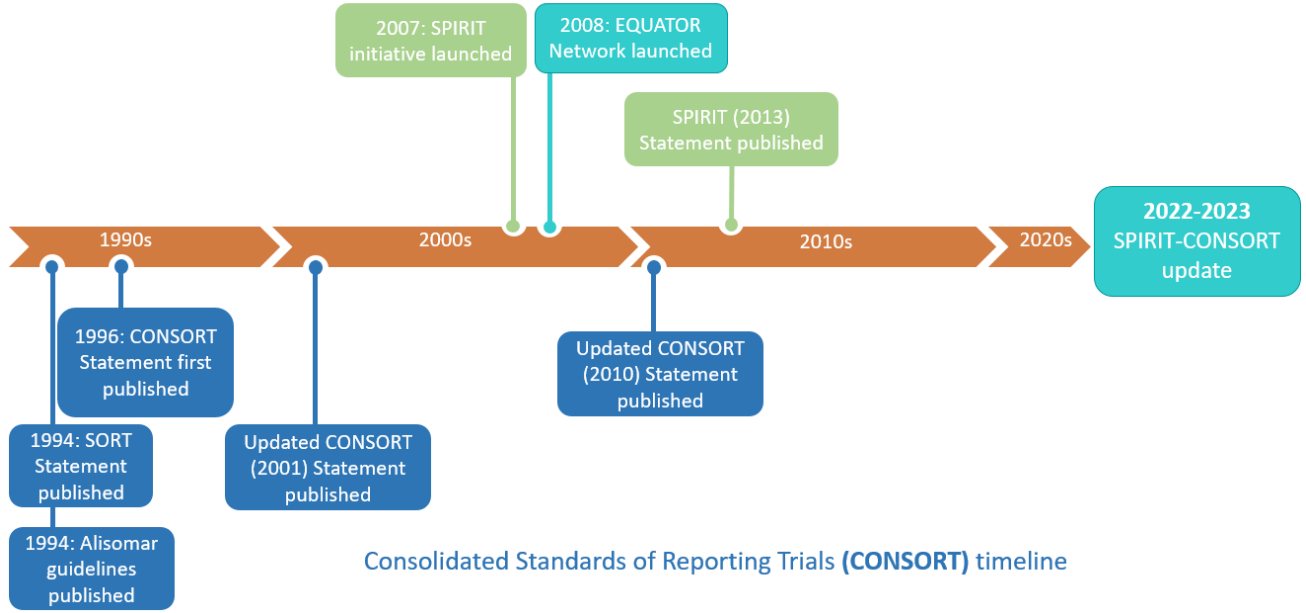 2007: SPIRIT
initiative launched
2008: EQUATOR
Network launched
SPIRIT (2013)
Statement published
1990s
2000s
2010s
2020s
2022-2023
SPIRIT-CONSORT
update
1996: CONSORT
Statement first
published
Updated CONSORT
(2010) Statement
published
1994: SORT
Statement
published
Updated CONSORT
(2001) Statement
published
1994: Alisomar
guidelines
published
Consolidated Standards of Reporting Trials (CONSORT) timeline